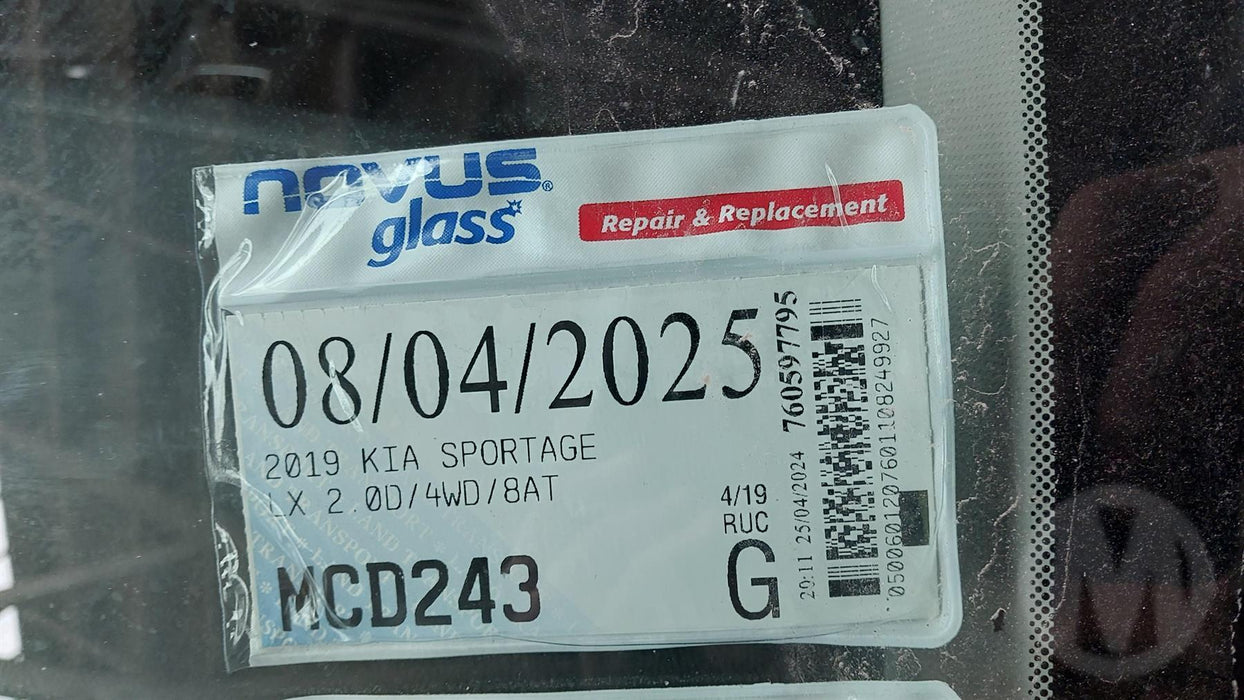 novus®
glass
Repair & Replacement
08/04/2025
2019 KIA SPORTAGE
LX 2.0D/4WD/8AT
4/19
RUC
MCD243
G
760597795
20:11 25/04/2024
0500601207601108249927
M